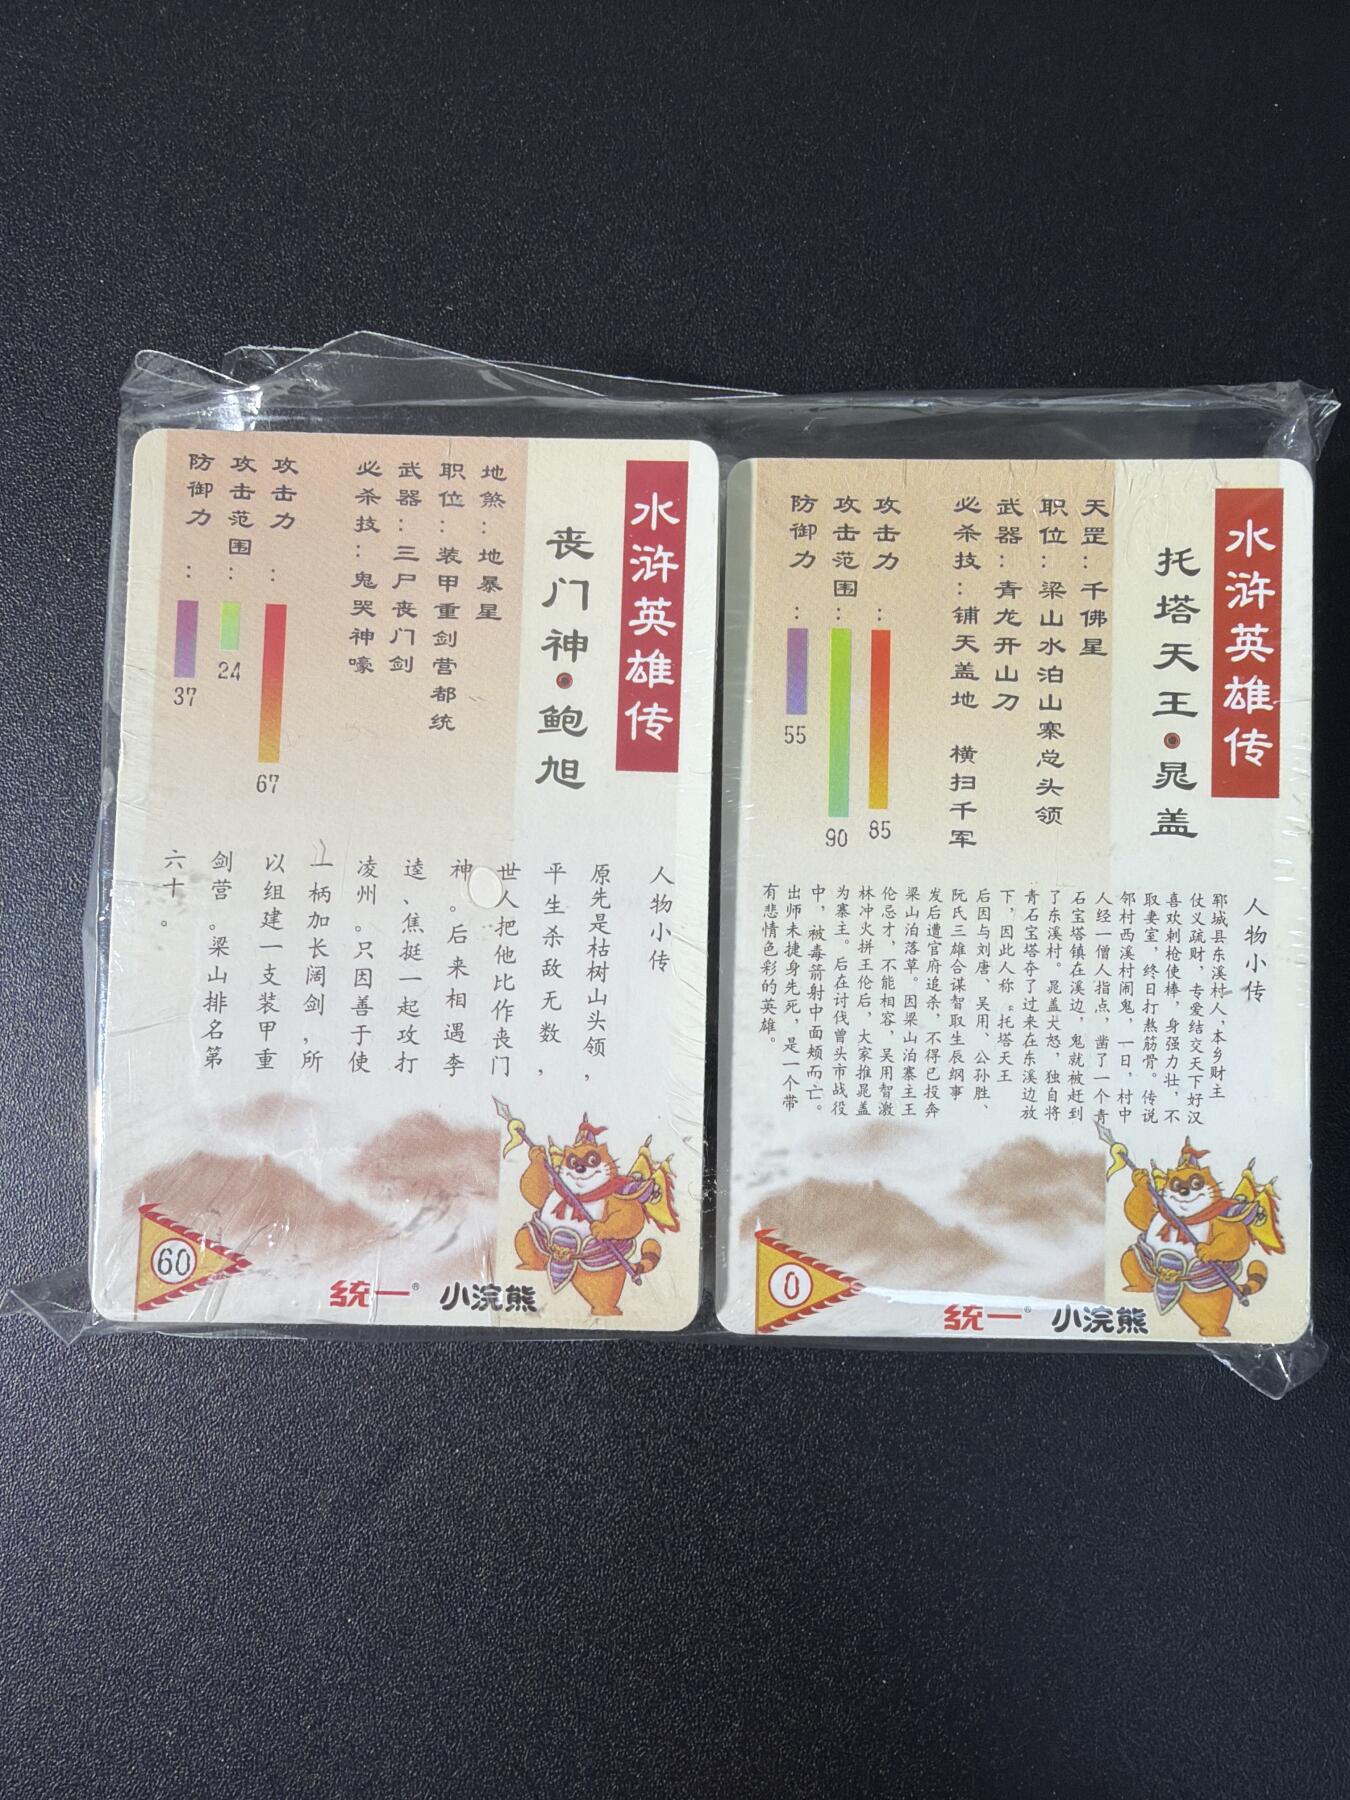 水浒英雄传
丧门神·鲍旭
地煞:地暴星
职位:装甲重剑营都统
武器:三尸丧门剑
必杀技:鬼哭神嚎
攻击力:
67
攻击范围:
24
防御力:
37
人物小传
原先是枯树山头领,
平生杀敌无数,
世人把他比作丧门
神。后来相遇李
逵、焦挺一起攻打
凌州。只因善于使
一柄加长阔剑,所
以组建一支装甲重
剑营。梁山排名第
六十。
60
统一® 小浣熊
水浒英雄传
托塔天王·晁盖
天罡:千佛星
职位:梁山水泊山寨总头领
武器:青龙开山刀
必杀技:铺天盖地 横扫千军
攻击力:
85
攻击范围:
90
防御力:
55
人物小传
郓城县东溪村人,本乡财主
仗义疏财,专爱结交天下好汉
喜欢刺枪使棒,身强力壮,不
取妻室,终日打熬筋骨。传说
邻村西溪村闹鬼,一日,村中
人经一僧人指点,凿了一个青
石宝塔镇在溪边,鬼就被赶到
了东溪村。晁盖大怒,独自将
青石宝塔夺了过来在东溪边放
下,因此人称“托塔天王
后因与刘唐、吴用、公孙胜、
阮氏三雄合谋智取生辰纲事
发后遭官府追杀,不得已投奔
梁山泊落草。因梁山泊寨主王
伦忌才,不能相容,吴用智激
林冲火拼王伦后,大家推晁盖
为寨主。后在讨伐曾头市战役
中,被毒箭射中面颊而亡。
出师未捷身先死,是一个带
有悲情色彩的英雄。
0
统一® 小浣熊